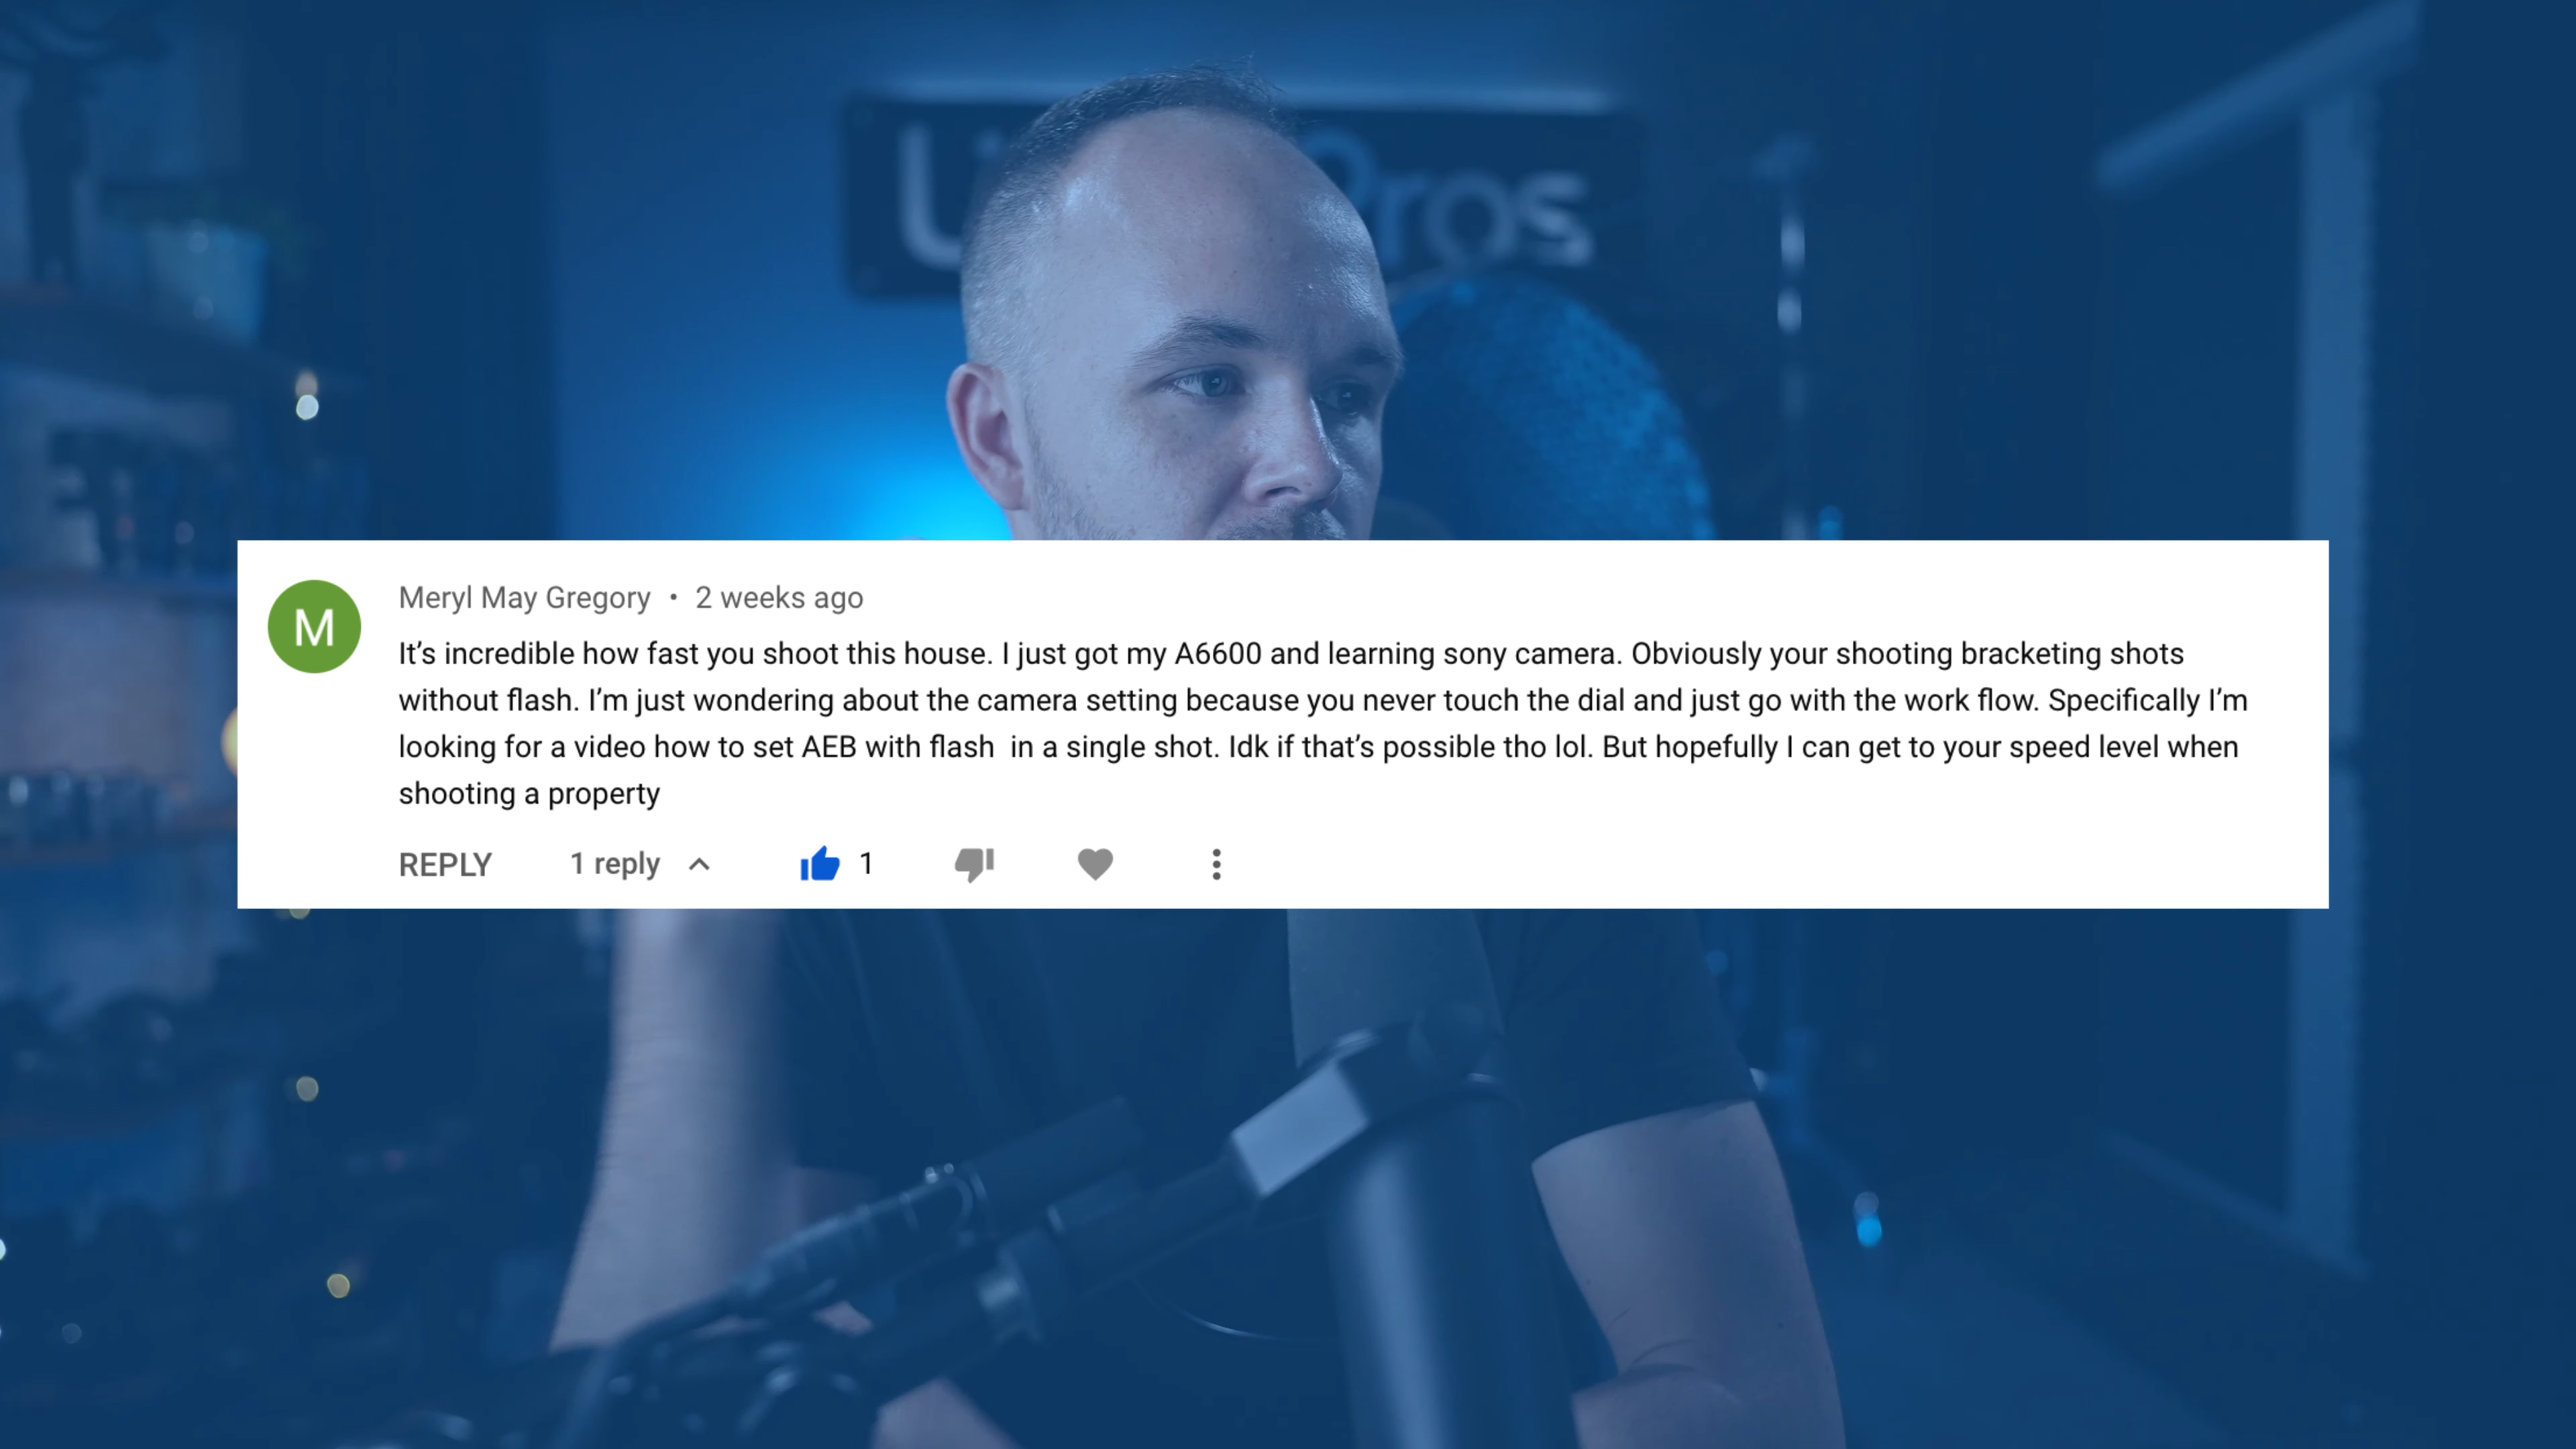 Pros
M
Meryl May Gregory • 2 weeks ago
It’s incredible how fast you shoot this house. I just got my A6600 and learning sony camera. Obviously your shooting bracketing shots
without flash. I’m just wondering about the camera setting because you never touch the dial and just go with the work flow. Specifically I’m
looking for a video how to set AEB with flash  in a single shot. Idk if that’s possible tho lol. But hopefully I can get to your speed level when
shooting a property
REPLY 1 reply 1